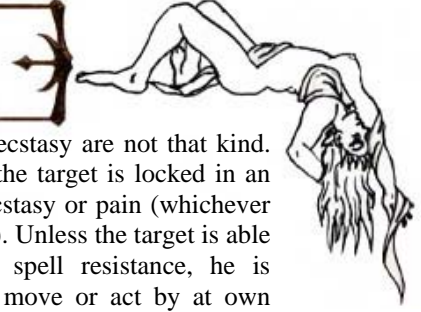 ecstasy are not that kind.
the target is locked in an
cstasy or pain (whichever
). Unless the target is able
spell resistance, he is
move or act by at own